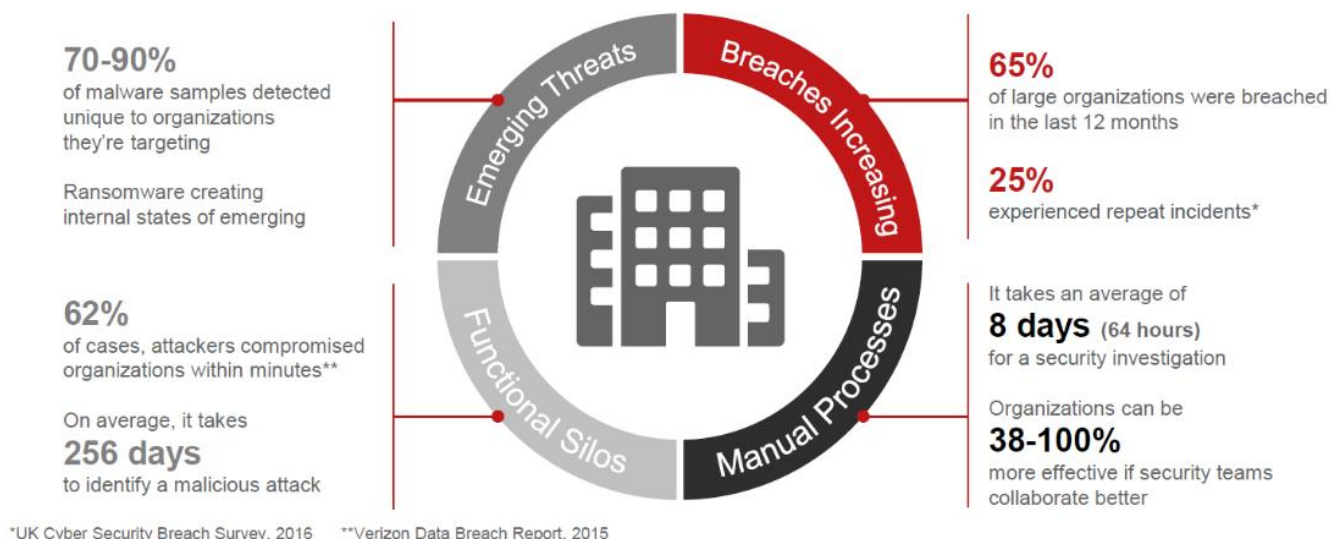 70-90%
of malware samples detected
unique to organizations
they're targeting
Ransomware creating
internal states of emerging
Emerging Threats
Breaches Increasing
65%
of large organizations were breached
in the last 12 months
25%
experienced repeat incidents*
62%
of cases, attackers compromised
organizations within minutes**
On average, it takes
256 days
to identify a malicious attack
Functional Silos
Manual Processes
It takes an average of
8 days (64 hours)
for a security investigation
Organizations can be
38-100%
more effective if security teams
collaborate better
*UK Cyber Security Breach Survey, 2016 **Verizon Data Breach Report, 2015